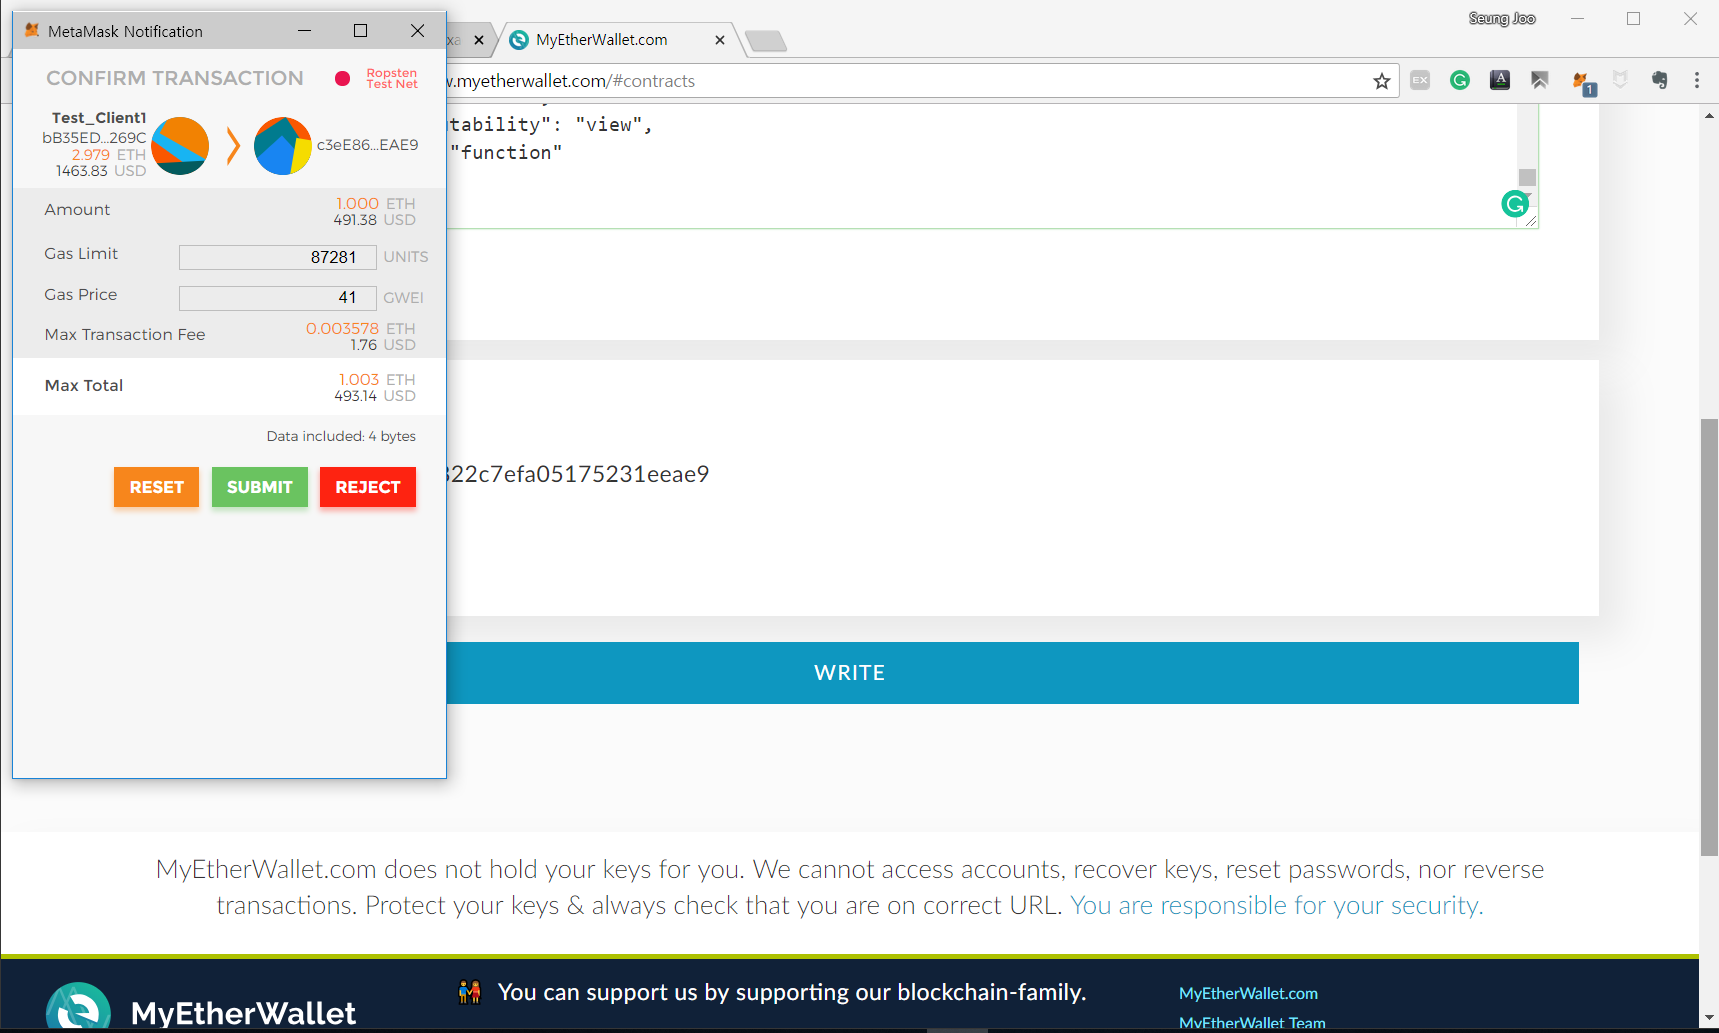 MetaMask Notification
CONFIRM TRANSACTION
Ropsten
Test Net
Test_Client1
bB35ED...269C
2.979 ETH
1463.83 USD
c3eE86...EAE9
Amount
1.000 ETH
491.38 USD
Gas Limit
87281 UNITS
Gas Price
41 GWEI
Max Transaction Fee
0.003578 ETH
1.76 USD
Max Total
1.003 ETH
493.14 USD
Data included: 4 bytes
RESET SUBMIT REJECT
xa
MyEtherWallet.com
Seung Joo
.myetherwallet.com/#contracts
EX
A
1
tability": "view",
"function"
22c7efa05175231eeae9
WRITE
MyEtherWallet.com does not hold your keys for you. We cannot access accounts, recover keys, reset passwords, nor reverse
transactions. Protect your keys & always check that you are on correct URL. You are responsible for your security.
MyEtherWallet
You can support us by supporting our blockchain-family.
MyEtherWallet.com
MyEtherWallet Team